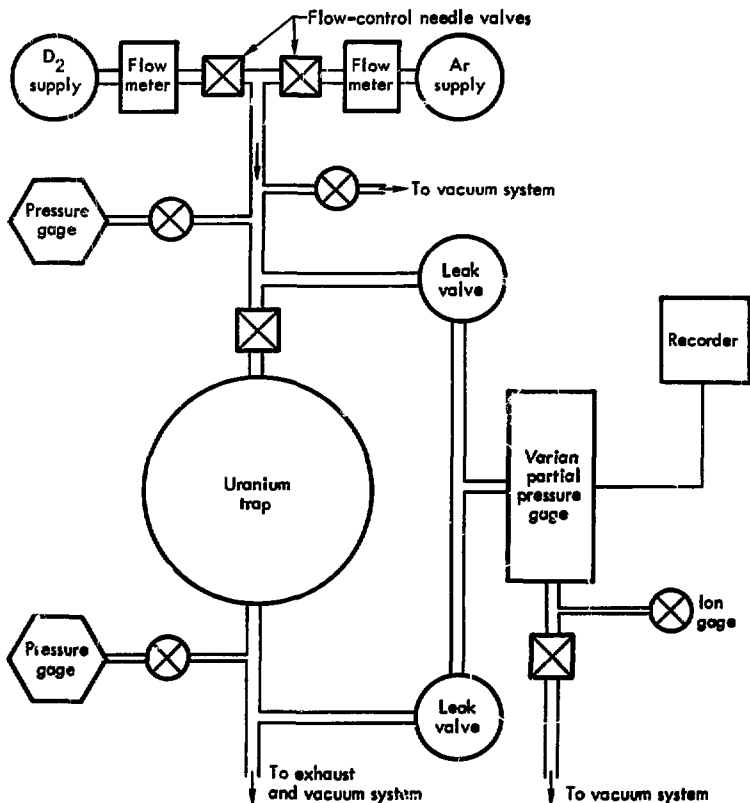 Flow-control needle valves
D2
supply
Flow
meter
Flow
meter
Ar
supply
To vacuum system
Pressure
gage
Leak
valve
Recorder
Uranium
trap
Varian
partial
pressure
gage
Ion
gage
Pressure
gage
Leak
valve
To exhaust
and vacuum system
To vacuum system